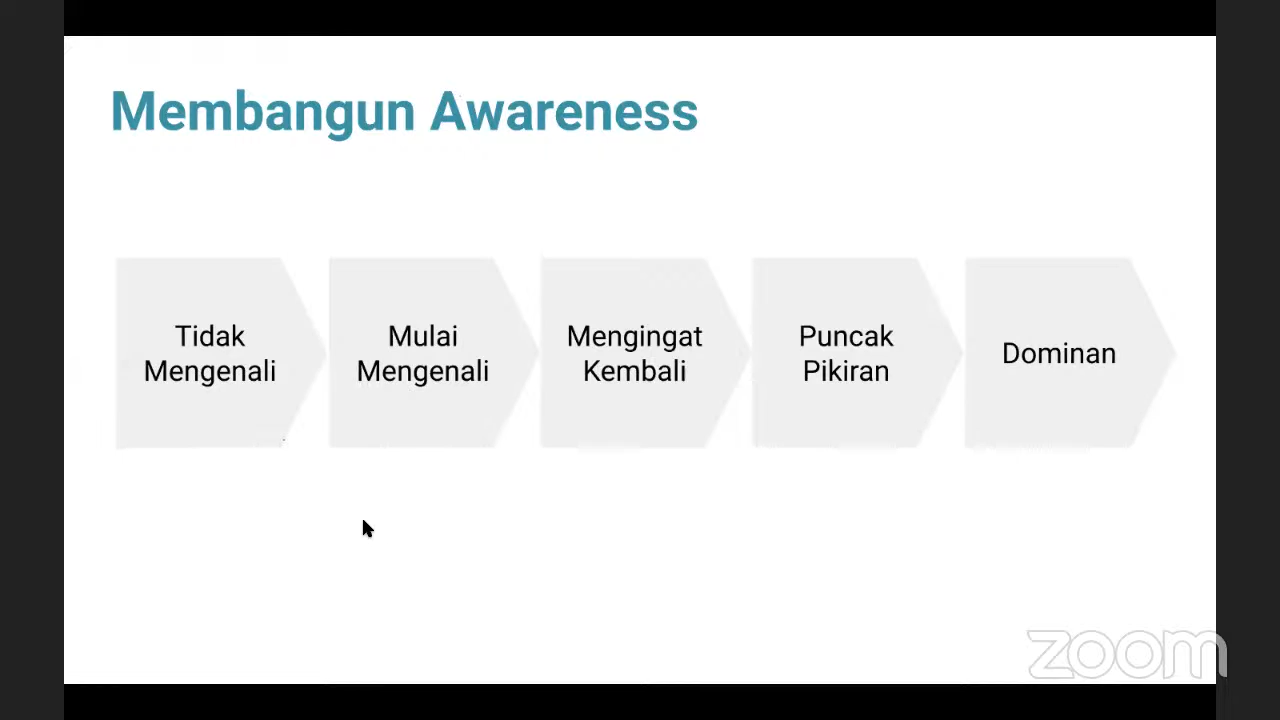 Membangun Awareness
Tidak
Mengenali
Mulai
Mengenali
Mengingat
Kembali
Puncak
Pikiran
Dominan
zoom